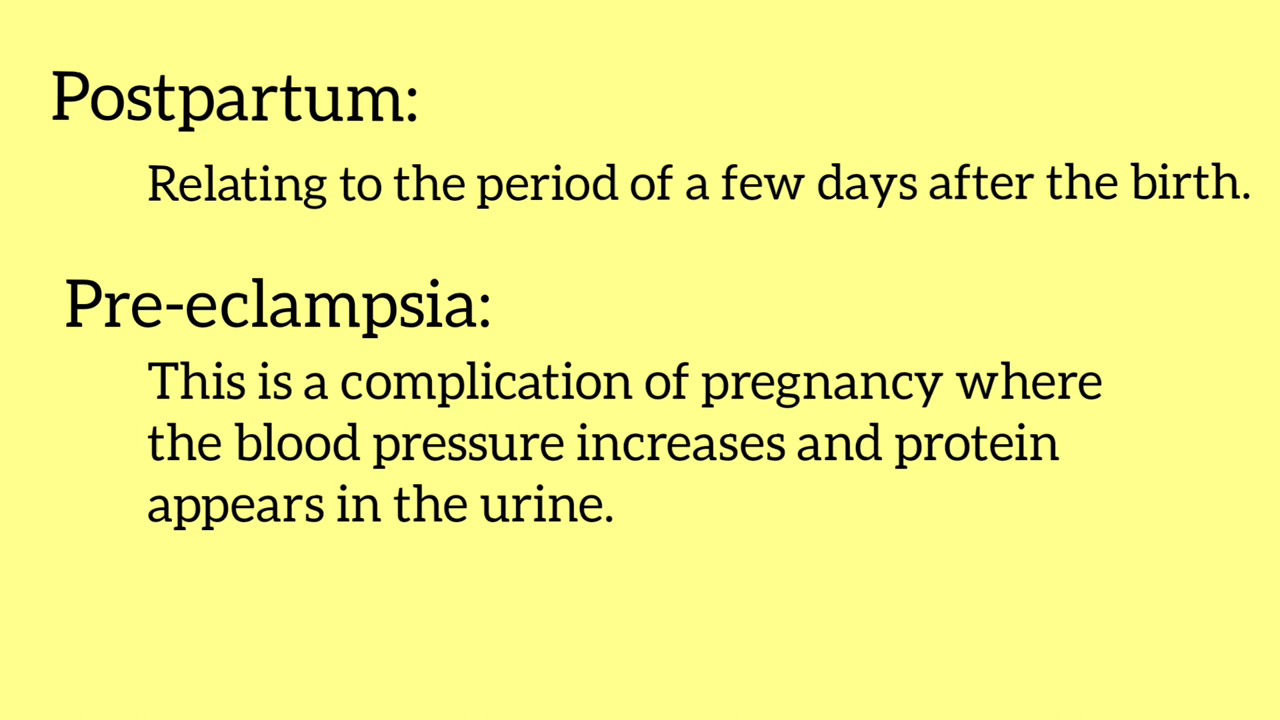 Postpartum:
Relating to the period of a few days after the birth.
Pre-eclampsia:
This is a complication of pregnancy where
the blood pressure increases and protein
appears in the urine.